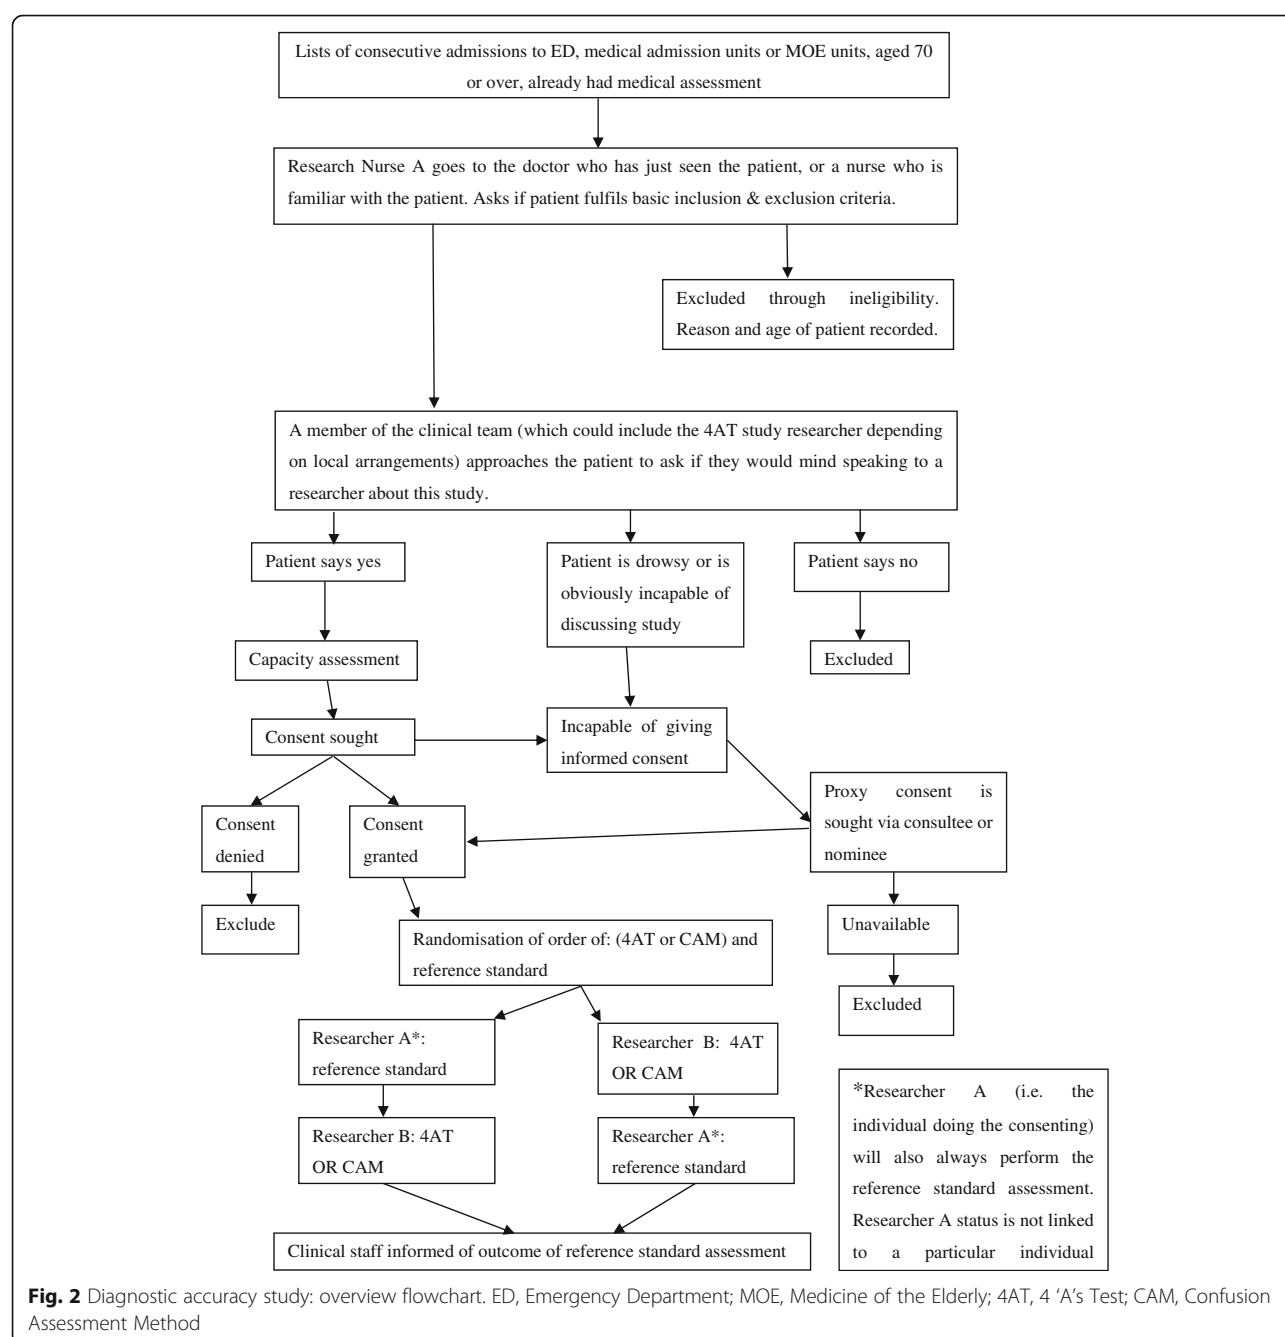 Lists of consecutive admissions to ED, medical admission units or MOE units, aged 70
or over, already had medical assessment
Research Nurse A goes to the doctor who has just seen the patient, or a nurse who is
familiar with the patient. Asks if patient fulfils basic inclusion & exclusion criteria.
Excluded through ineligibility.
Reason and age of patient recorded.
A member of the clinical team (which could include the 4AT study researcher depending
on local arrangements) approaches the patient to ask if they would mind speaking to a
researcher about this study.
Patient says yes
Patient is drowsy or is
obviously incapable of
discussing study
Patient says no
Capacity assessment
Excluded
Consent sought
Incapable of giving
informed consent
Proxy consent is
sought via consultee or
nominee
Consent
denied
Consent
granted
Exclude
Unavailable
Randomisation of order of: (4AT or CAM) and
reference standard
Excluded
Researcher A*:
reference standard
Researcher B: 4AT
OR CAM
Researcher B: 4AT
OR CAM
Researcher A*:
reference standard
*Researcher A (i.e. the
individual doing the consenting)
will also always perform the
reference standard assessment.
Researcher A status is not linked
to a particular individual
Clinical staff informed of outcome of reference standard assessment
Fig. 2 Diagnostic accuracy study: overview flowchart. ED, Emergency Department; MOE, Medicine of the Elderly; 4AT, 4 ‘A’s Test; CAM, Confusion
Assessment Method